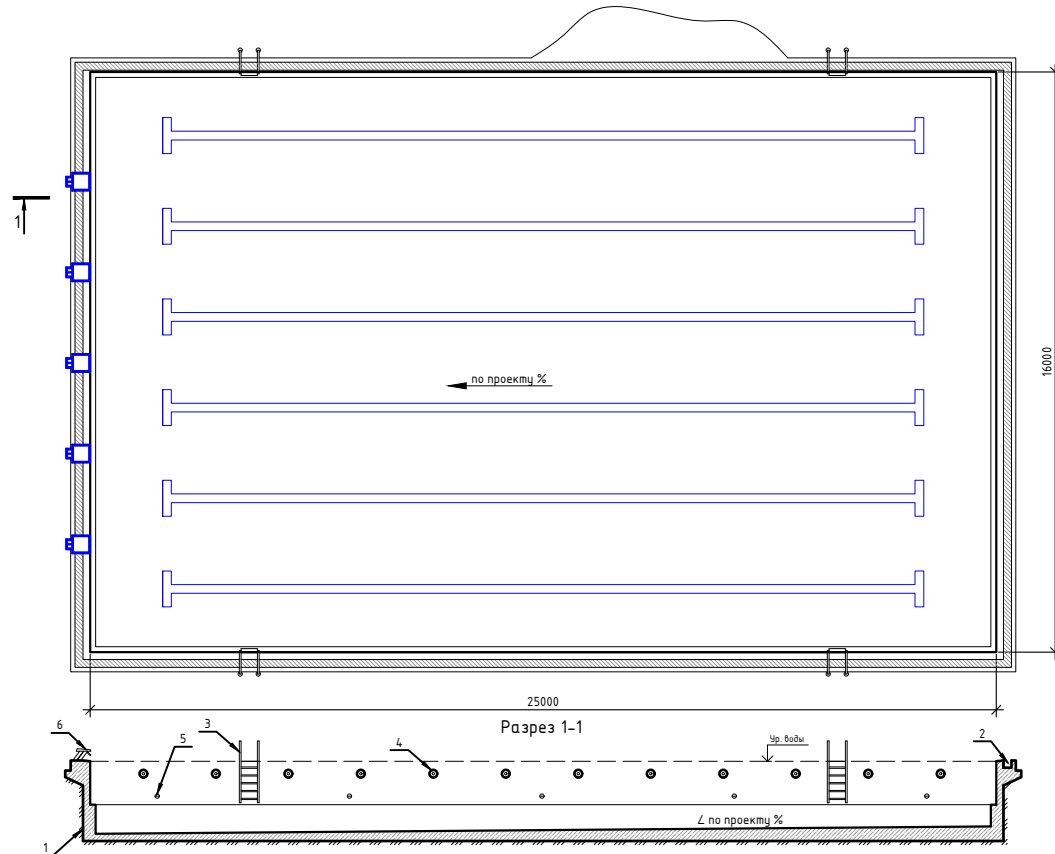 1
по проекту %
16000
25000
Разрез 1-1
6
3
5
4
Ур. воды
2
∠ по проекту %
1